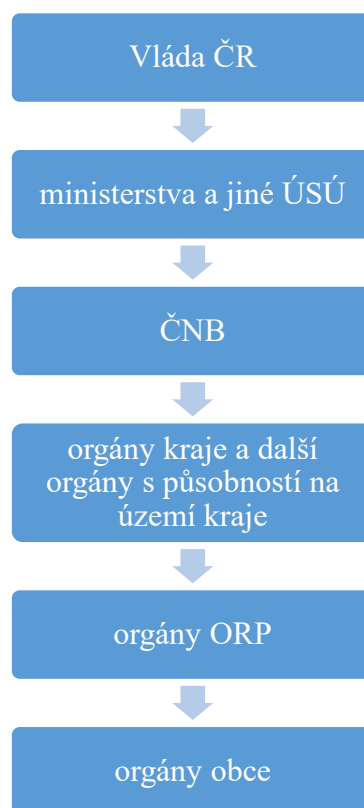 Vláda ČR
ministerstva a jiné ÚSÚ
ČNB
orgány kraje a další
orgány s působností na
území kraje
orgány ORP
orgány obce